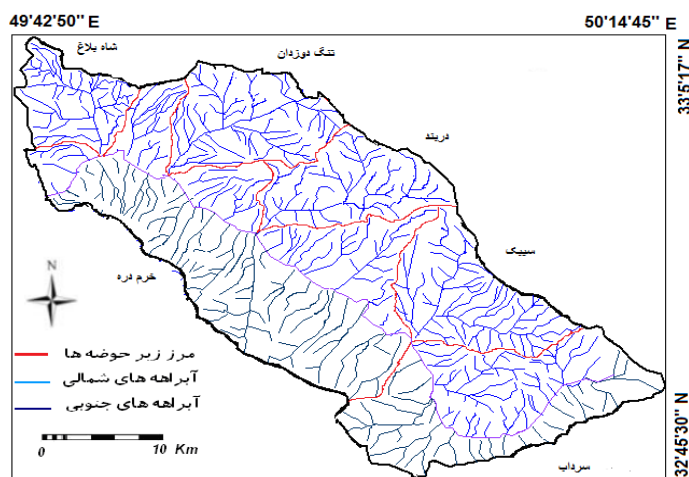 49'42'50'' E
50'14'45'' E
شاه بلاغ
تنگ دوزدان
33'5'17'' N
دربند
سیبک
خرم دره
N
مرز زیر حوضه ها
آبراهه های شمالی
آبراهه های جنوبی
0 10 Km
32'45'30'' N
سرداب